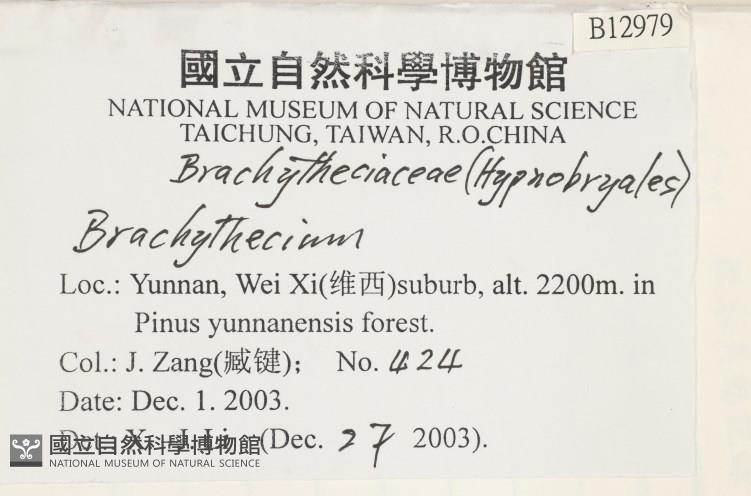 B12979
國立自然科學博物館
NATIONAL MUSEUM OF NATURAL SCIENCE
TAICHUNG, TAIWAN, R.O.CHINA
Brachytheciaceae (Hypnobryales)
Brachythecium
Loc.: Yunnan, Wei Xi(维西)suburb, alt. 2200m. in
Pinus yunnanensis forest.
Col.: J. Zang(臧键); No. 424
Date: Dec. 1. 2003.
(Dec. 27 2003).
國立自然科學博物館
NATIONAL MUSEUM OF NATURAL SCIENCE